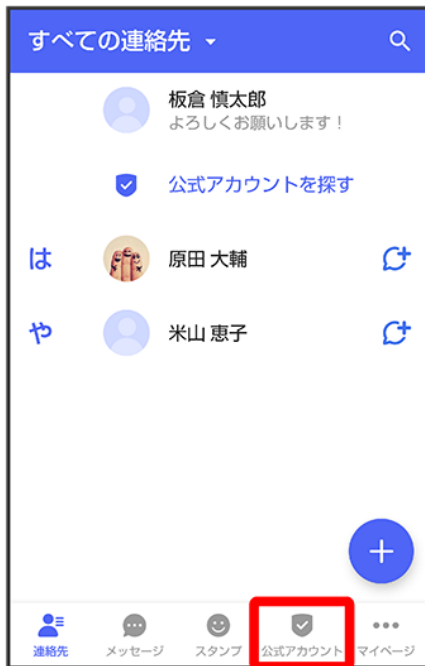 すべての連絡先
板倉 慎太郎
よろしくお願いします！
公式アカウントを探す
は 原田 大輔
や 米山 恵子
連絡先 メッセージ スタンプ 公式アカウント マイページ